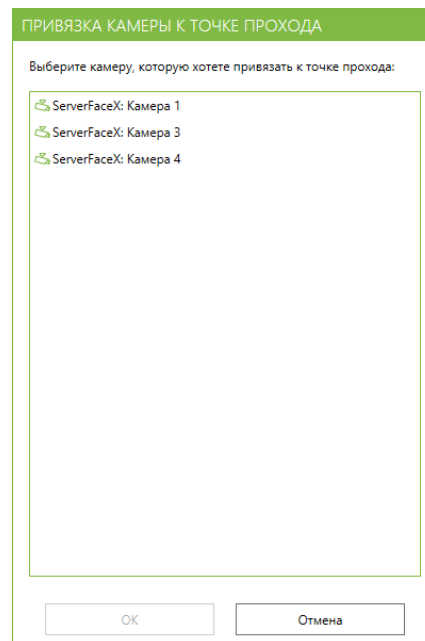 ПРИВЯЗКА КАМЕРЫ К ТОЧКЕ ПРОХОДА
Выберите камеру, которую хотете привязать к точке прохода:
ServerFaceX: Камера 1
ServerFaceX: Камера 3
ServerFaceX: Камера 4
ОК
Отмена